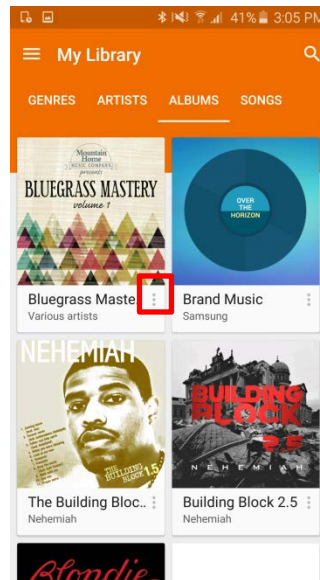 41% 3:05 PM
My Library
GENRES ARTISTS ALBUMS SONGS
Mountain
Home
MUSIC COMPANY
presents
BLUEGRASS MASTERY
volume 1
OVER
THE
HORIZON
Bluegrass Maste..
Various artists
Brand Music
Samsung
NEHEMIAH
THE BUILDING BLOCK 1.5
BUILDING
BLOCK
2.5
NEHEMIAH
The Building Bloc..
Nehemiah
Building Block 2.5
Nehemiah
Blondie